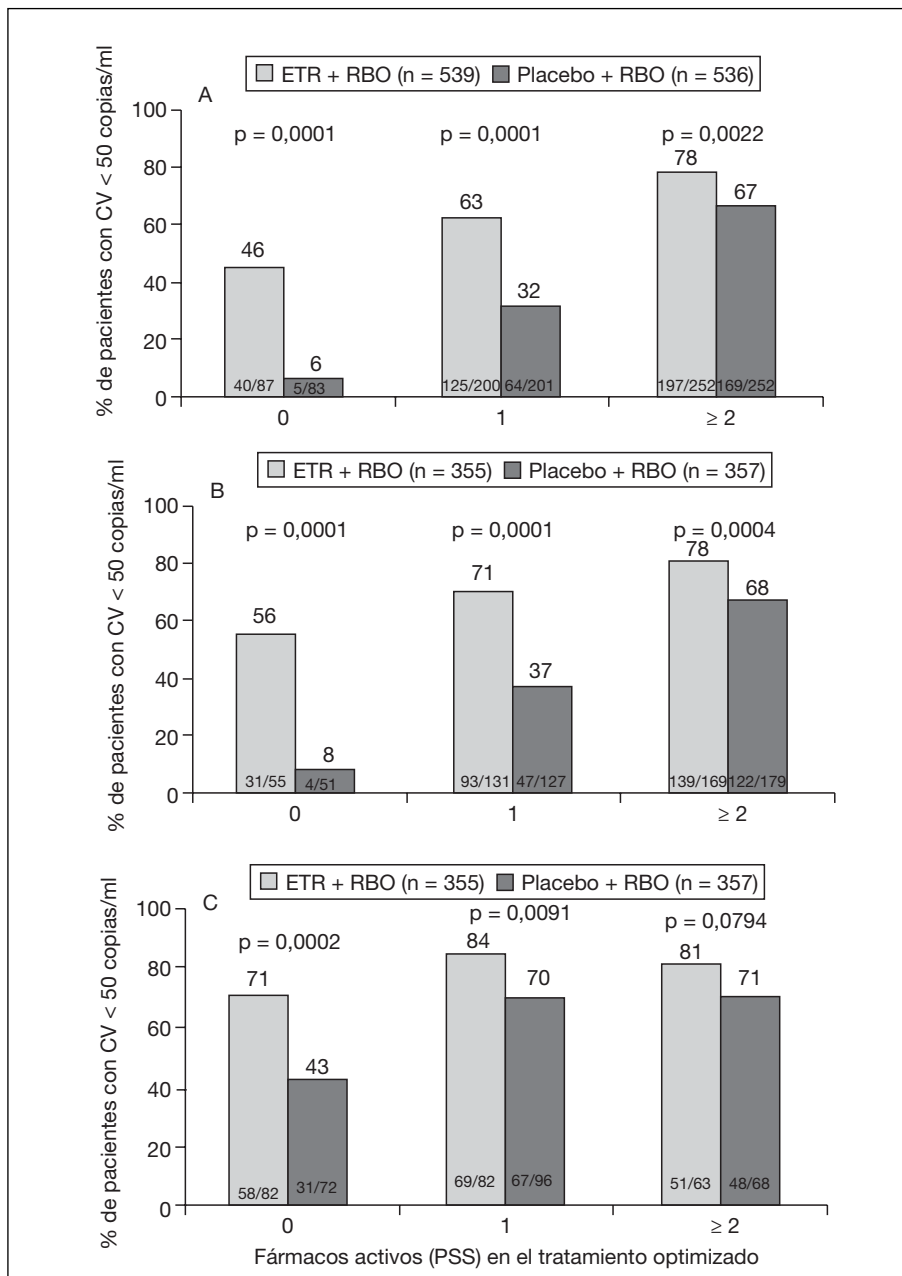 ETR + RBO (n = 539) Placebo + RBO (n = 536)
A
% de pacientes con CV < 50 copias/ml
100
80
60
40
20
0
p = 0,0001 p = 0,0001 p = 0,0022
46 6 63 32 78 67
40/87 5/83 125/200 64/201 197/252 169/252
0 1 ≥ 2
ETR + RBO (n = 355) Placebo + RBO (n = 357)
B
% de pacientes con CV < 50 copias/ml
100
80
60
40
20
0
p = 0,0001 p = 0,0001 p = 0,0004
56 8 71 37 78 68
31/55 4/51 93/131 47/127 139/169 122/179
0 1 ≥ 2
ETR + RBO (n = 355) Placebo + RBO (n = 357)
C
% de pacientes con CV < 50 copias/ml
100
80
60
40
20
0
p = 0,0002 p = 0,0091 p = 0,0794
71 43 84 70 81 71
58/82 31/72 69/82 67/96 51/63 48/68
0 1 ≥ 2
Fármacos activos (PSS) en el tratamiento optimizado